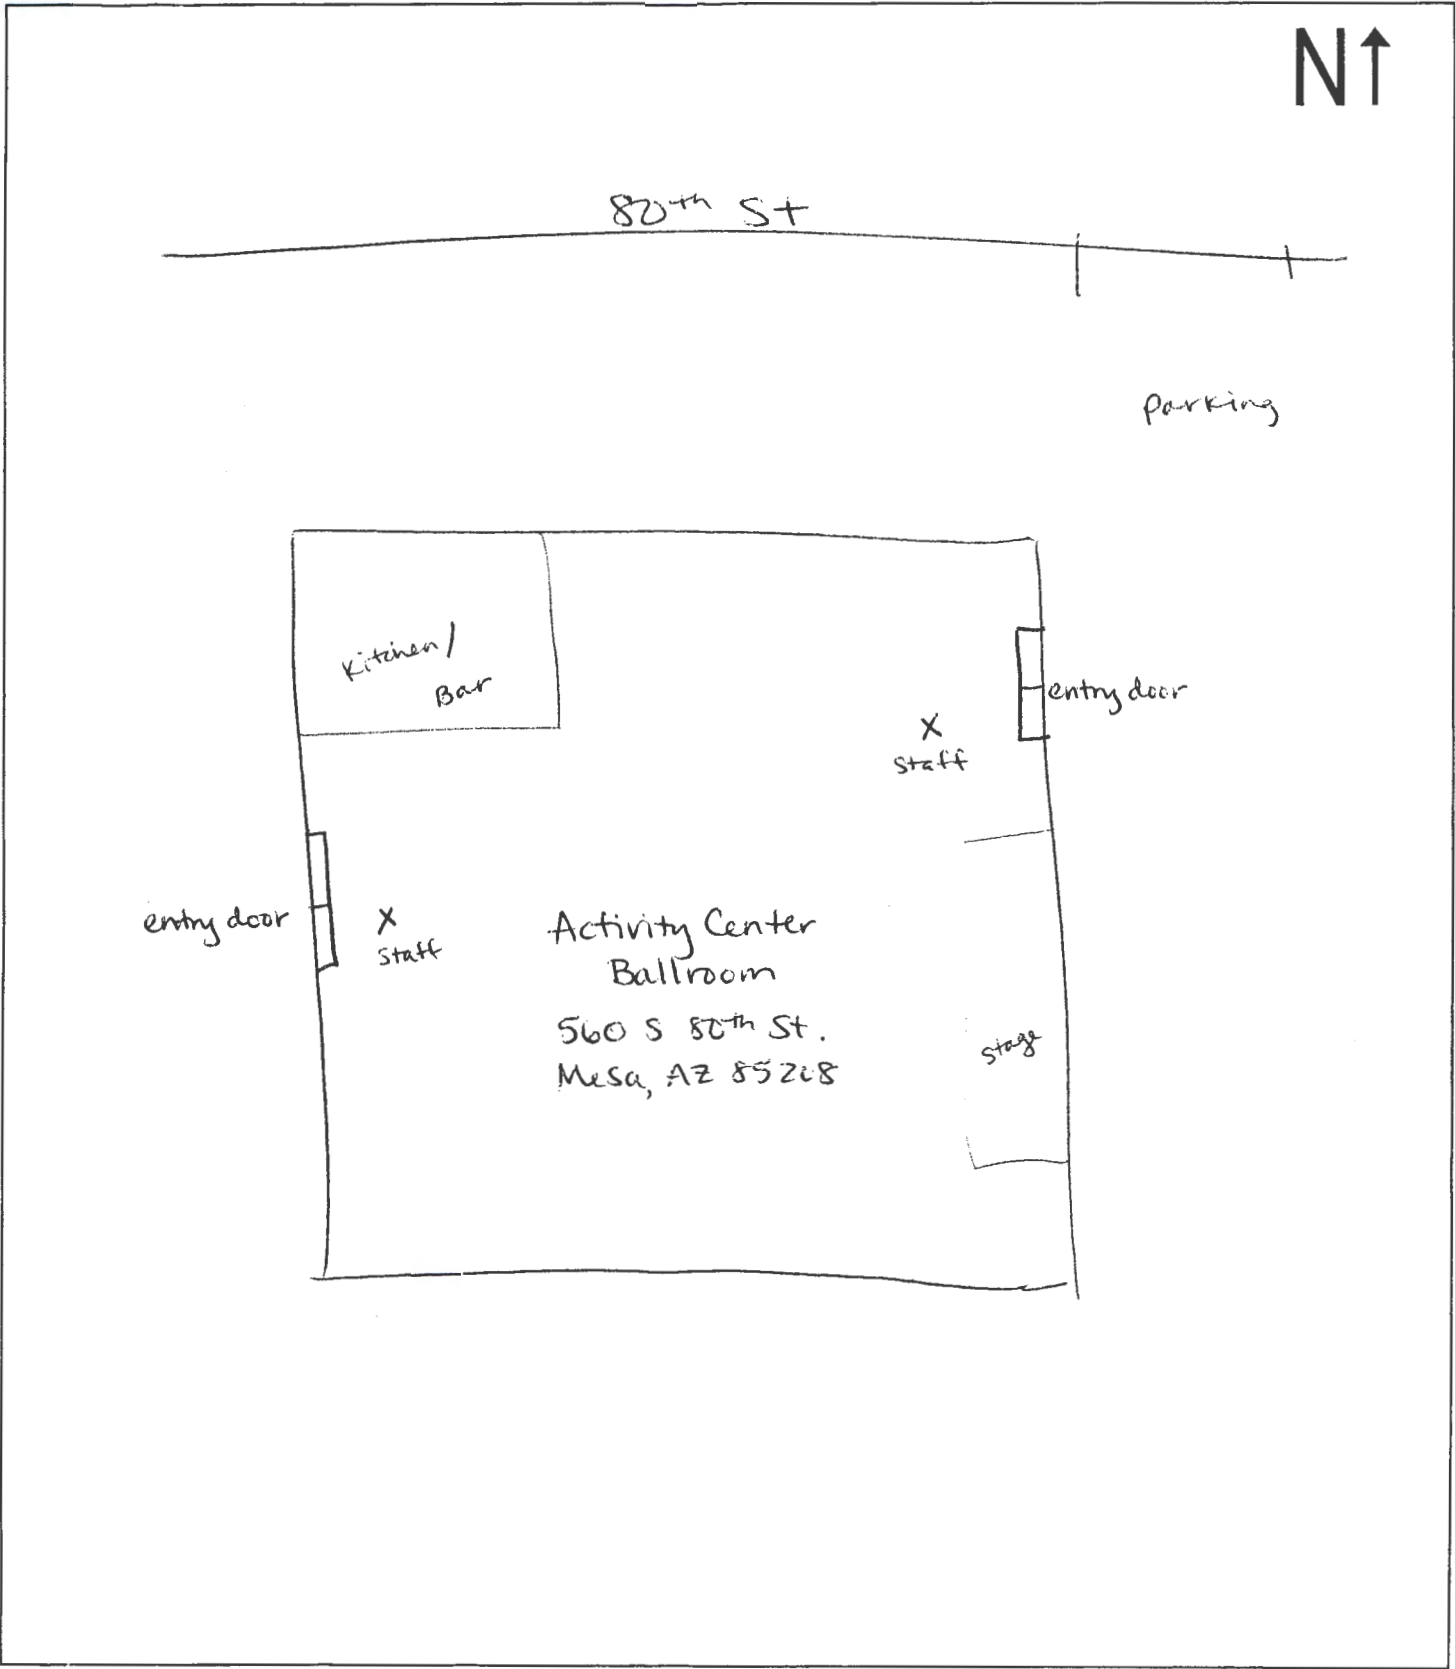 N↑
80th St
parking
Kitchen/
Bar
entry door
X
staff
entry door
X
staff
Activity Center
Ballroom
560 S 80th St.
Mesa, AZ 85208
stage